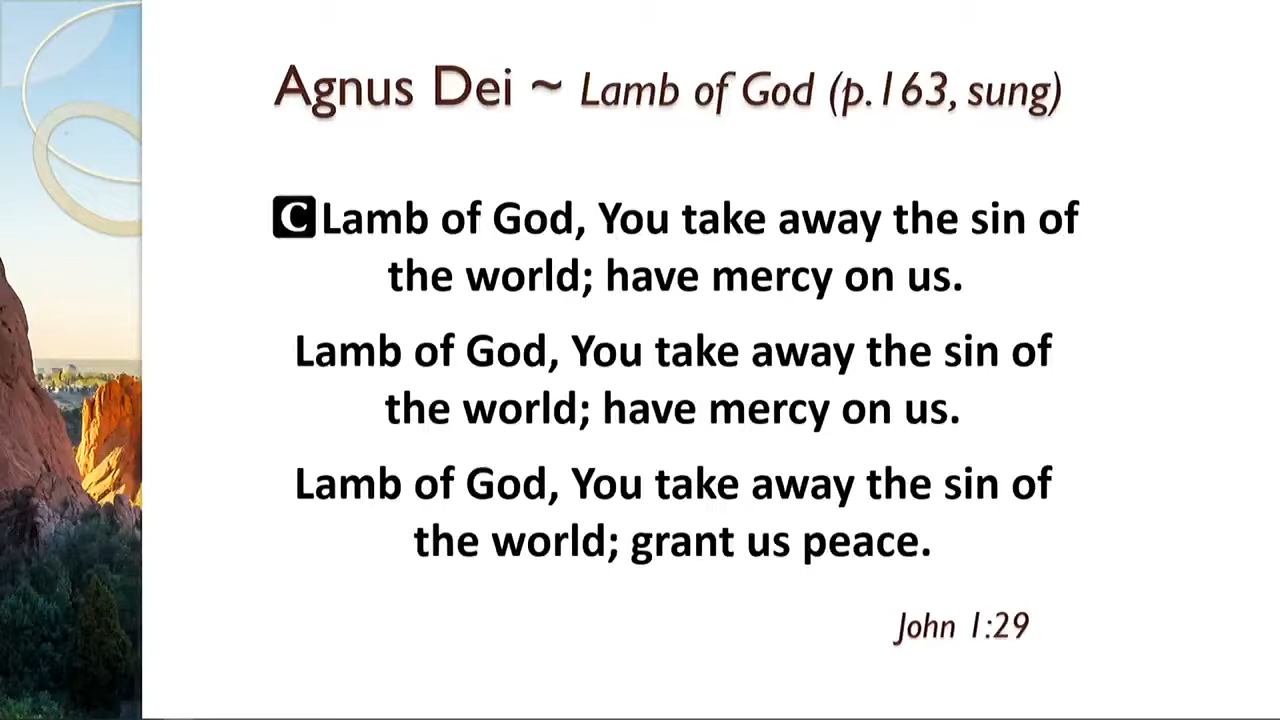 Agnus Dei ~ Lamb of God (p.163, sung)
C Lamb of God, You take away the sin of
the world; have mercy on us.
Lamb of God, You take away the sin of
the world; have mercy on us.
Lamb of God, You take away the sin of
the world; grant us peace.
John 1:29